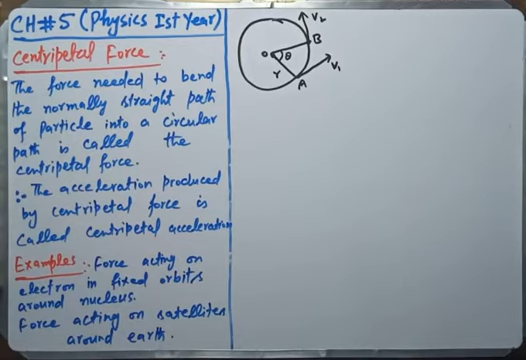 CH#5 (Physics Ist Year)
Centripetal Force :-
The force needed to bend
the normally straight path
of particle into a circular
path is called the
centripetal force.
:- The acceleration produced
by centripetal force is
called centripetal acceleration
Examples :- Force acting on
electron in fixed orbits
around nucleus.
Force acting on satellites
around earth.
V₂
B
O θ
r
A
V₁